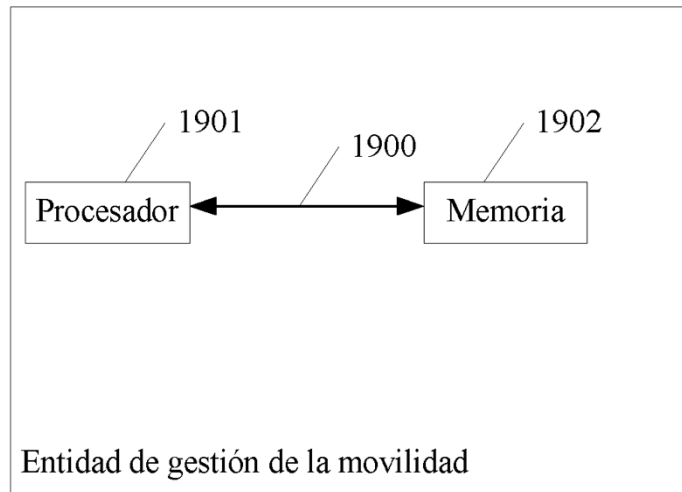 1901
1900
1902
Procesador
Memoria
Entidad de gestión de la movilidad